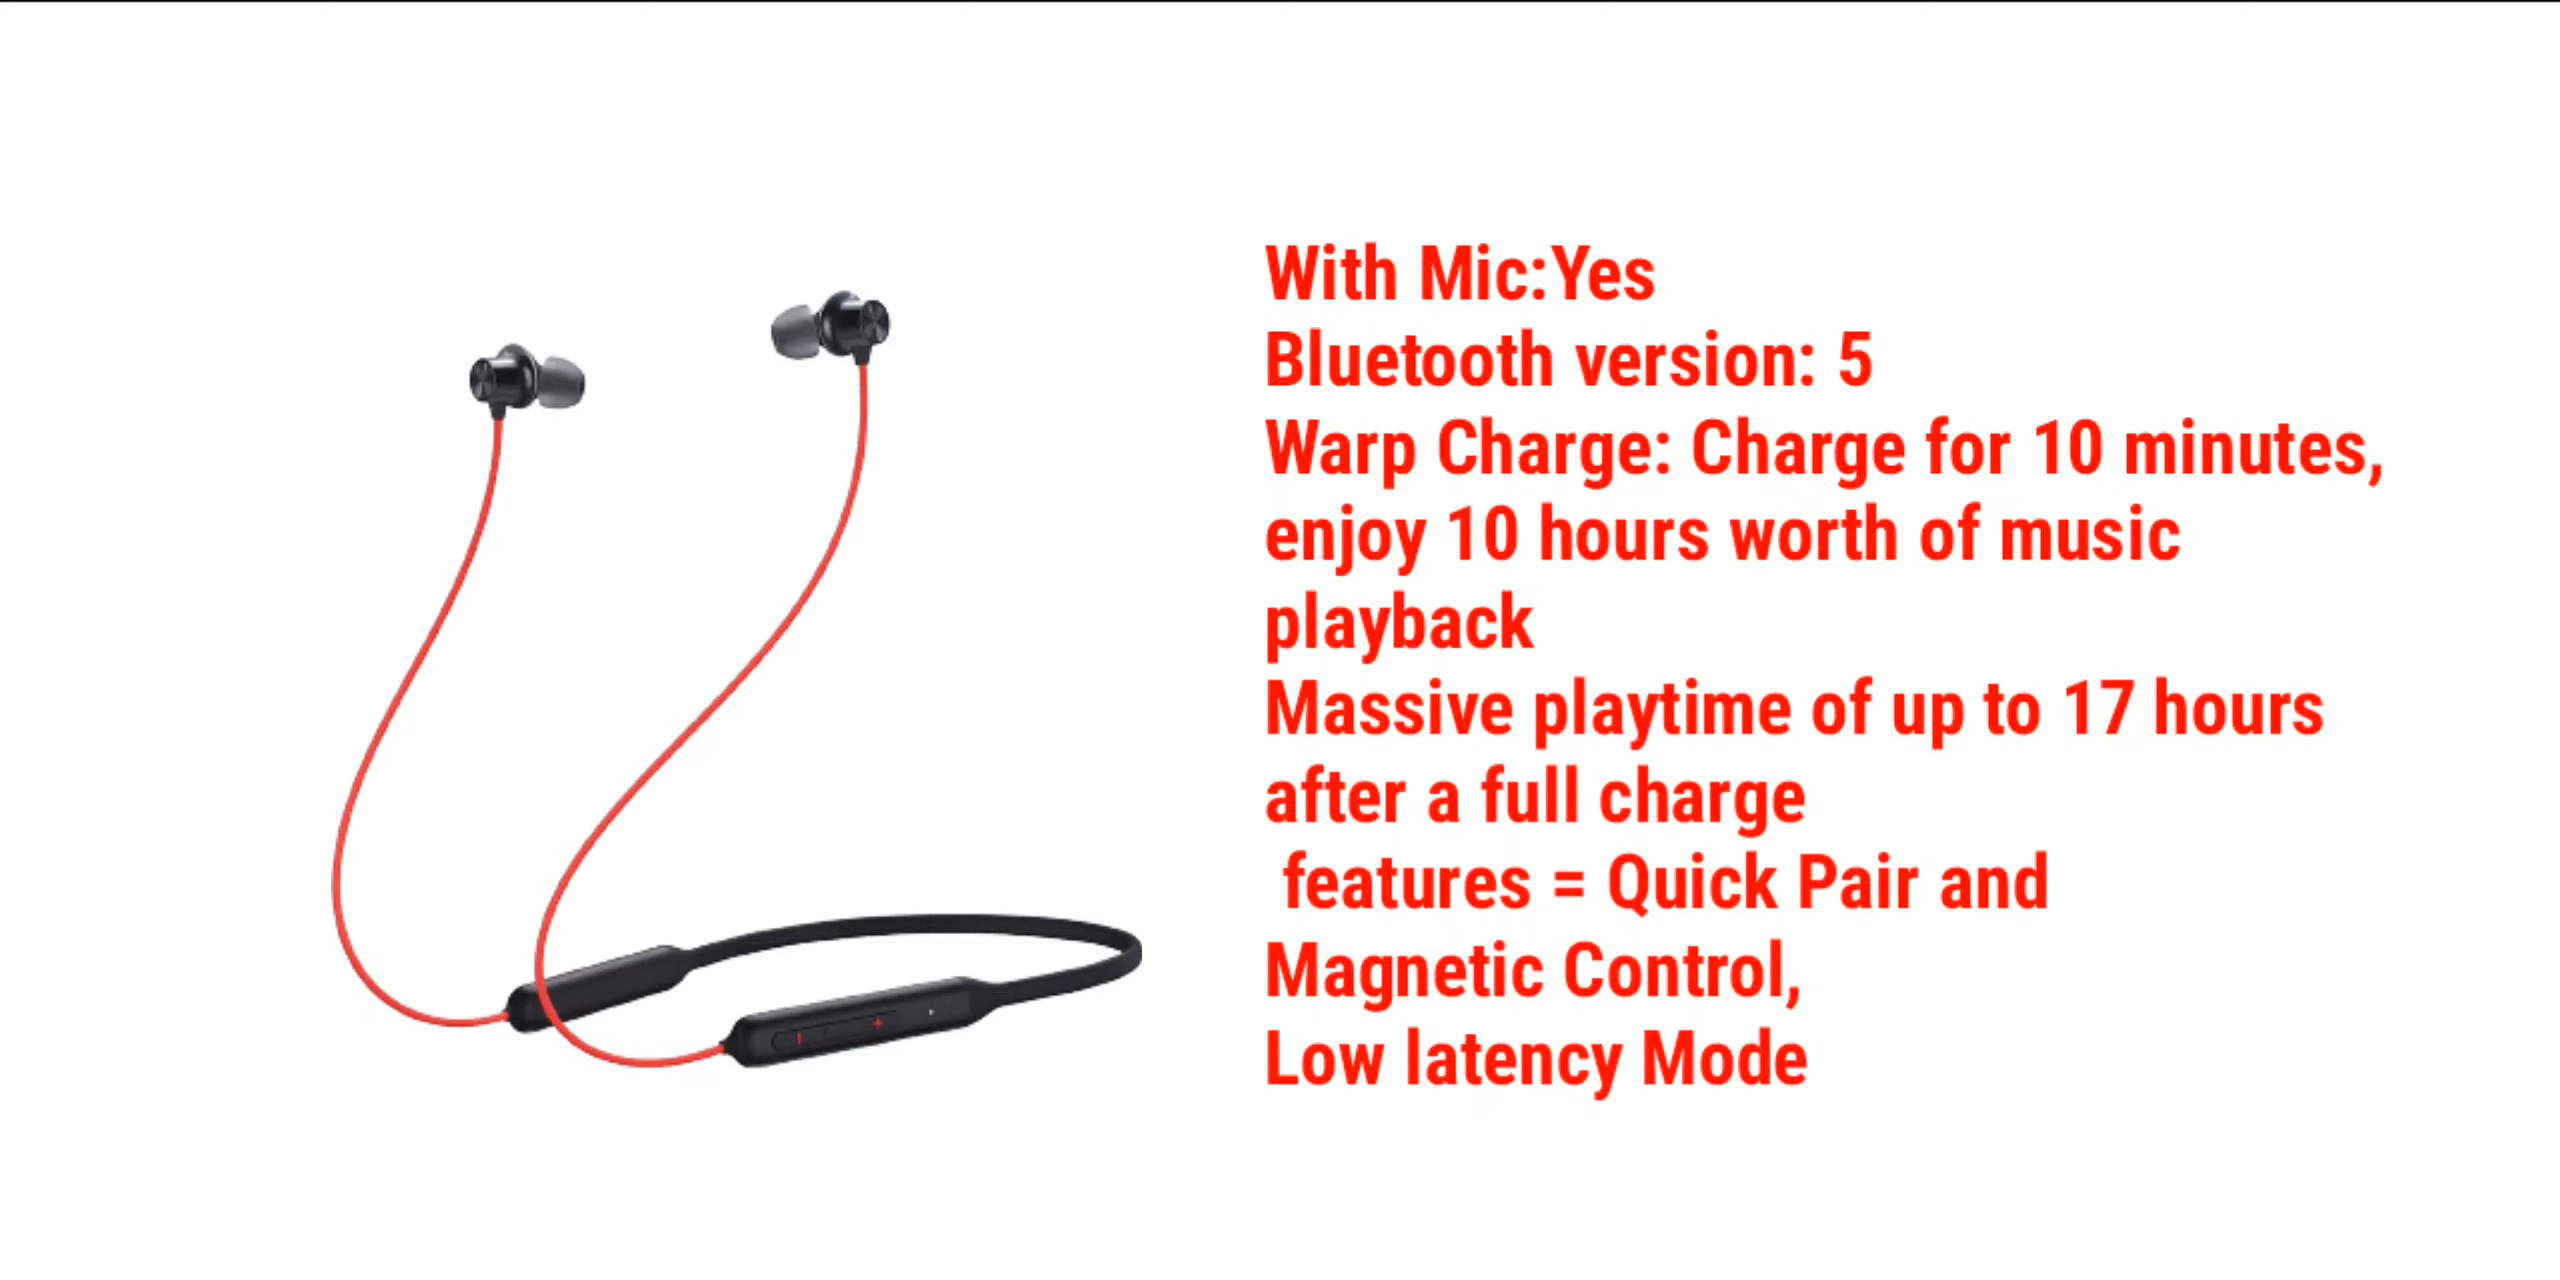 With Mic:Yes
Bluetooth version: 5
Warp Charge: Charge for 10 minutes,
enjoy 10 hours worth of music
playback
Massive playtime of up to 17 hours
after a full charge
features = Quick Pair and
Magnetic Control,
Low latency Mode